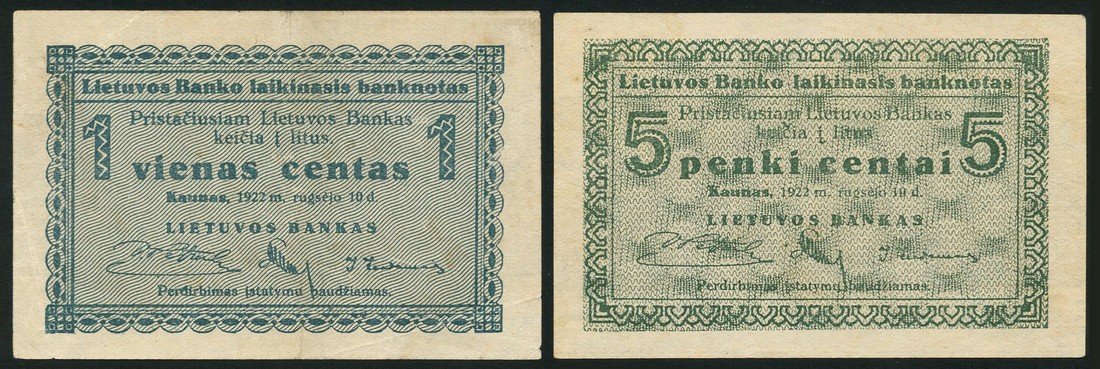 Lietuvos Banko laikinasis banknotas
Pristačiusiam Lietuvos Bankas
keičia į litus.
1 vienas centas 1
Kaunas, 1922 m. rugsėjo 10 d.
LIETUVOS BANKAS
Perdirbimas įstatymu baudžiamas.
Lietuvos Banko laikinasis banknotas
Pristačiusiam Lietuvos Bankas
keičia į litus
5 penki centai 5
Kaunas, 1922 m. rugsėjo 10 d.
LIETUVOS BANKAS
Perdirbimas įstatymu baudžiamas.